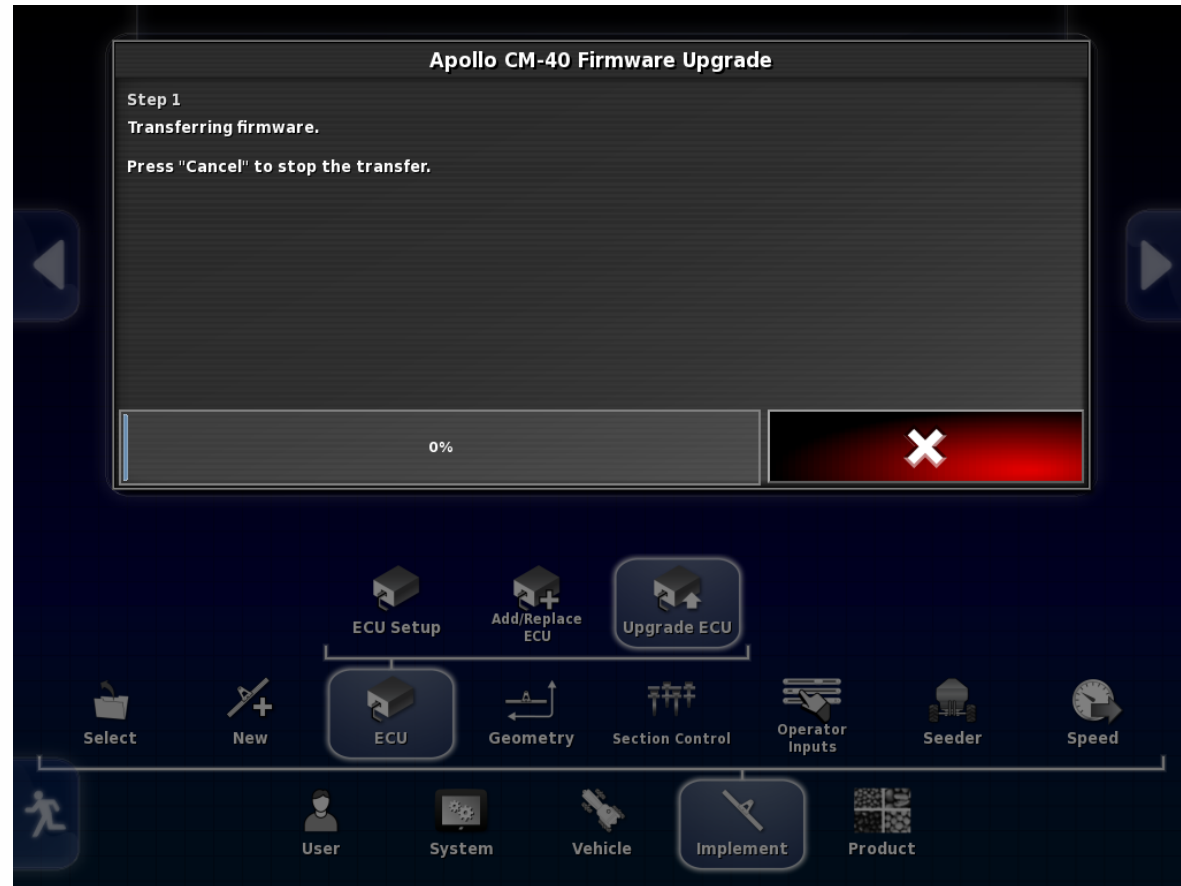 Apollo CM-40 Firmware Upgrade
Step 1
Transferring firmware.
Press "Cancel" to stop the transfer.
0%
ECU Setup
Add/Replace
ECU
Upgrade ECU
Select
New
ECU
Geometry
Section Control
Operator
Inputs
Seeder
Speed
User
System
Vehicle
Implement
Product